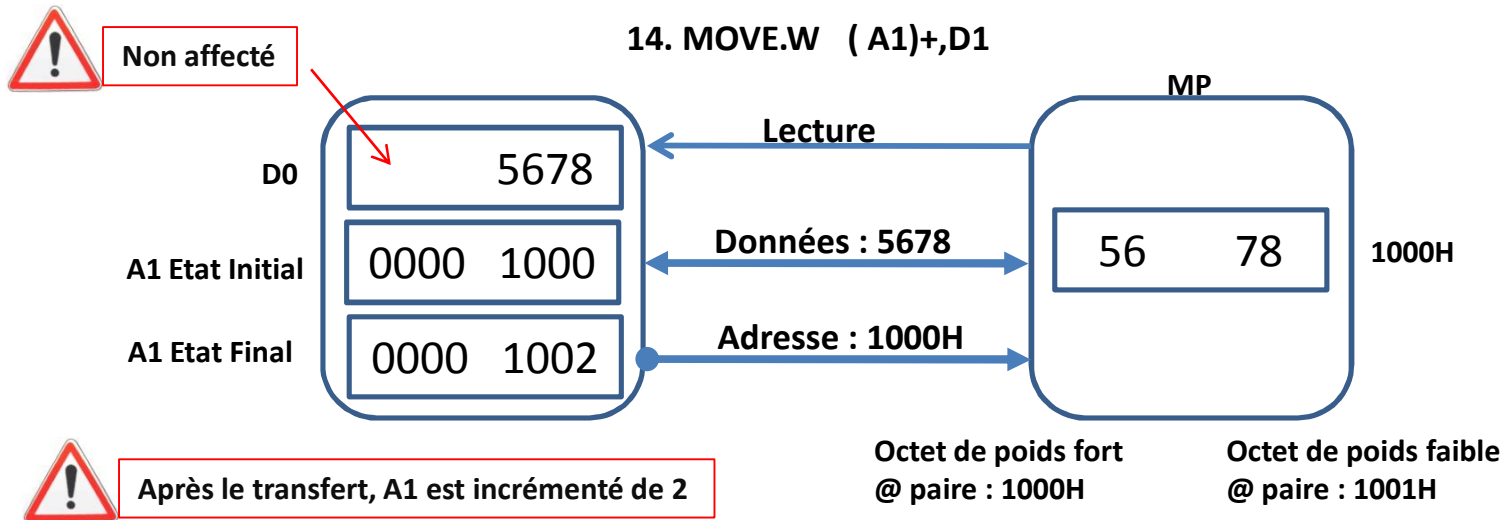 14. MOVE.W ( A1)+,D1
Non affecté
MP
Lecture
D0
5678
Données : 5678
56 78
1000H
A1 Etat Initial
0000 1000
Adresse : 1000H
A1 Etat Final
0000 1002
Octet de poids fort
@ paire : 1000H
Octet de poids faible
@ paire : 1001H
Après le transfert, A1 est incrémenté de 2